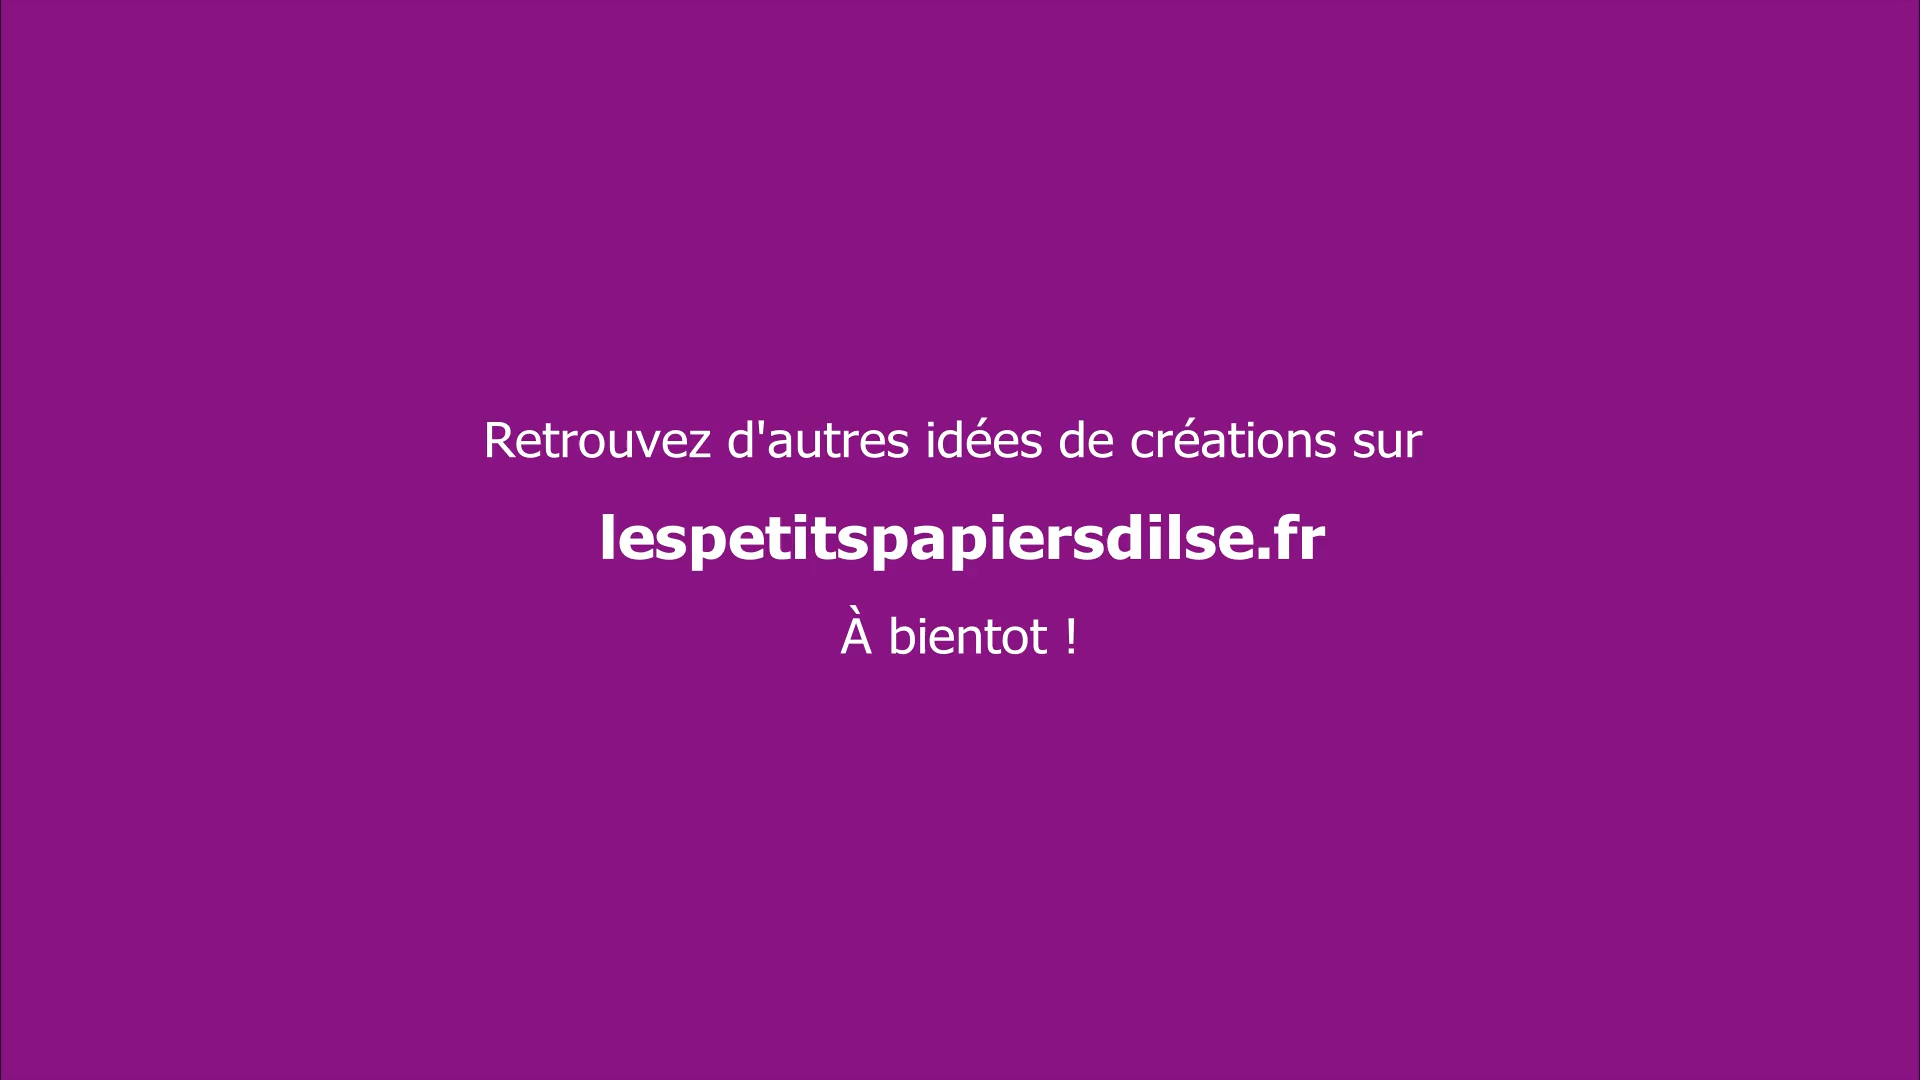 Retrouvez d'autres idées de créations sur
lespetitspapiersdilse.fr
À bientot !